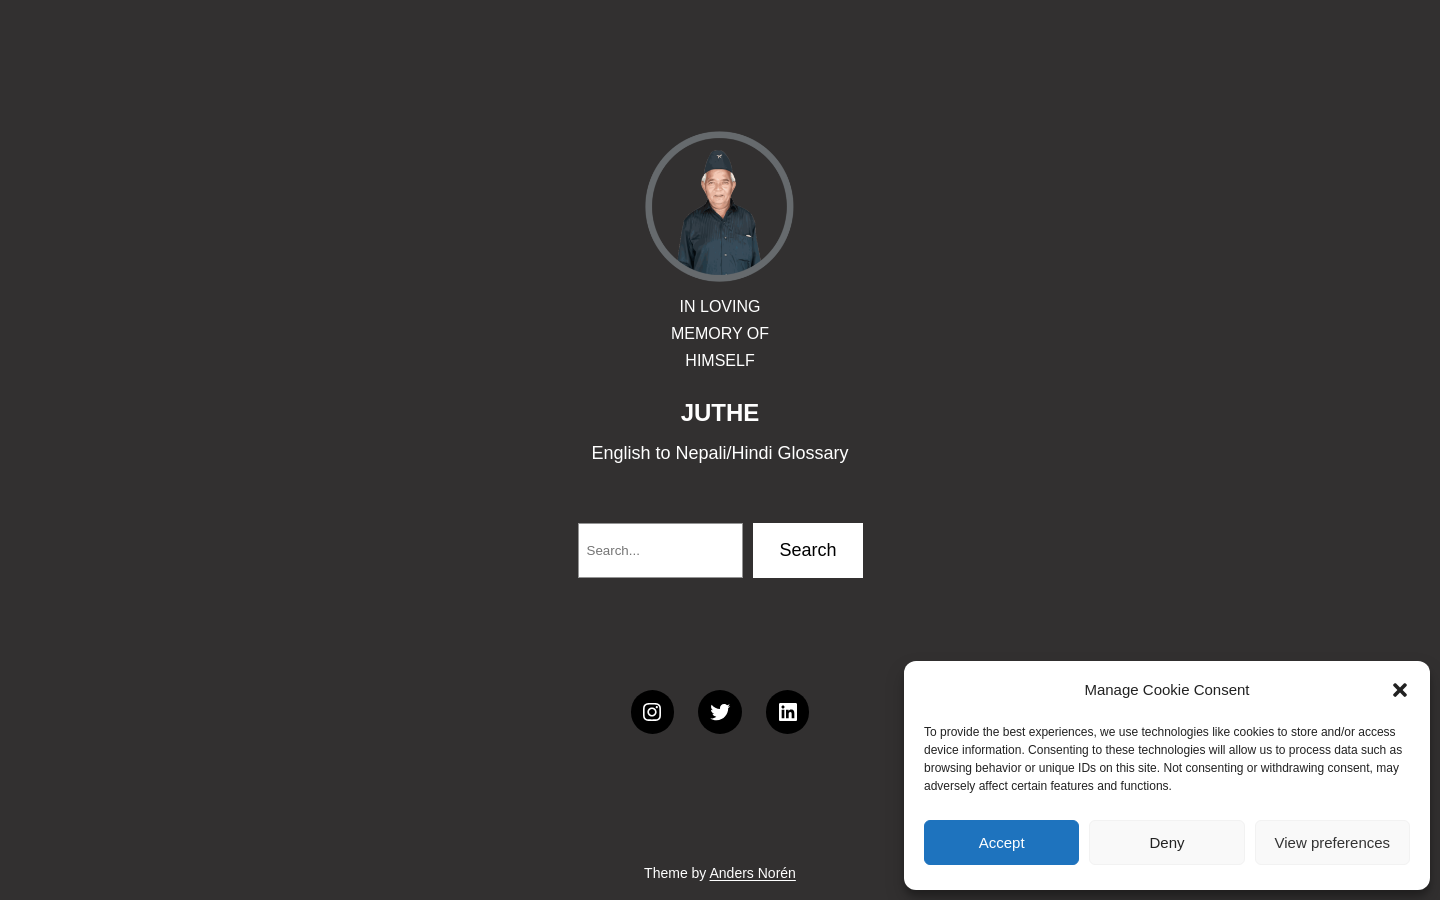 IN LOVING
MEMORY OF
HIMSELF
JUTHE
English to Nepali/Hindi Glossary
Search...
Search
Manage Cookie Consent
To provide the best experiences, we use technologies like cookies to store and/or access
device information. Consenting to these technologies will allow us to process data such as
browsing behavior or unique IDs on this site. Not consenting or withdrawing consent, may
adversely affect certain features and functions.
Accept
Deny
View preferences
Theme by Anders Norén